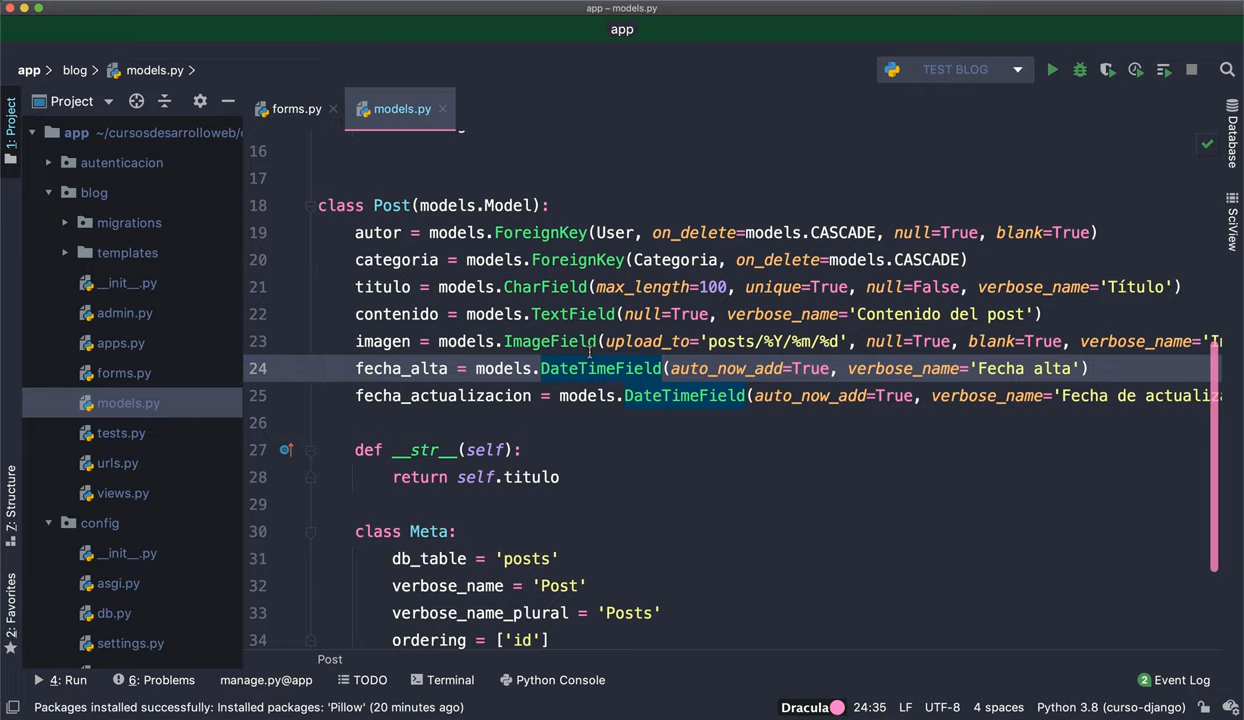 app – models.py
app
app
blog
models.py
TEST BLOG
1: Project
Project
forms.py
models.py
Database
SciView
app ~/cursosdesarrolloweb/
autenticacion
blog
migrations
templates
__init__.py
admin.py
apps.py
forms.py
models.py
tests.py
urls.py
views.py
config
__init__.py
asgi.py
db.py
settings.py
Z: Structure
2: Favorites
16
17
18 class Post(models.Model):
19 autor = models.ForeignKey(User, on_delete=models.CASCADE, null=True, blank=True)
20 categoria = models.ForeignKey(Categoria, on_delete=models.CASCADE)
21 titulo = models.CharField(max_length=100, unique=True, null=False, verbose_name='Título')
22 contenido = models.TextField(null=True, verbose_name='Contenido del post')
23 imagen = models.ImageField(upload_to='posts/%Y/%m/%d', null=True, blank=True, verbose_name='I
24 fecha_alta = models.DateTimeField(auto_now_add=True, verbose_name='Fecha alta')
25 fecha_actualizacion = models.DateTimeField(auto_now_add=True, verbose_name='Fecha de actualiz
26
27 def __str__(self):
28 return self.titulo
29
30 class Meta:
31 db_table = 'posts'
32 verbose_name = 'Post'
33 verbose_name_plural = 'Posts'
34 ordering = ['id']
Post
4: Run
6: Problems
manage.py@app
TODO
Terminal
Python Console
2 Event Log
Packages installed successfully: Installed packages: 'Pillow' (20 minutes ago)
Dracula
24:35
LF
UTF-8
4 spaces
Python 3.8 (curso-django)